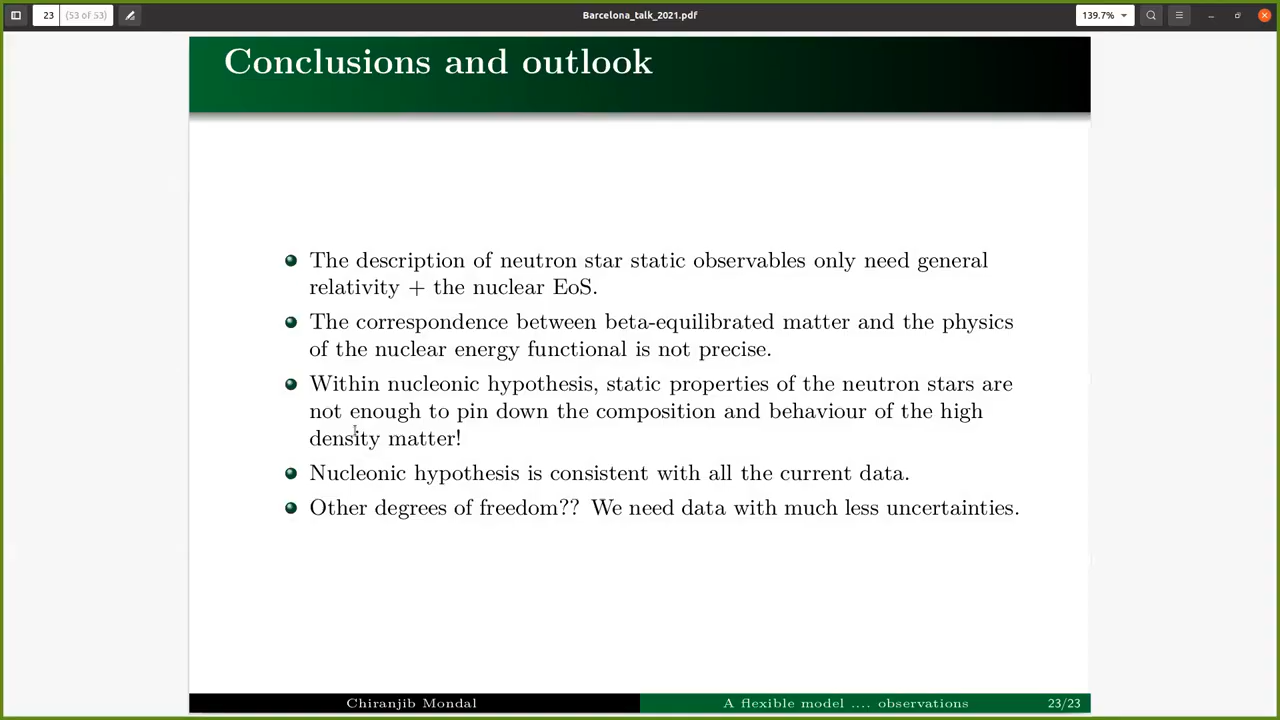 23 (53 of 53) Barcelona_talk_2021.pdf 139.7%
Conclusions and outlook
The description of neutron star static observables only need general
relativity + the nuclear EoS.
The correspondence between beta-equilibrated matter and the physics
of the nuclear energy functional is not precise.
Within nucleonic hypothesis, static properties of the neutron stars are
not enough to pin down the composition and behaviour of the high
density matter!
Nucleonic hypothesis is consistent with all the current data.
Other degrees of freedom?? We need data with much less uncertainties.
Chiranjib Mondal A flexible model .... observations 23/23